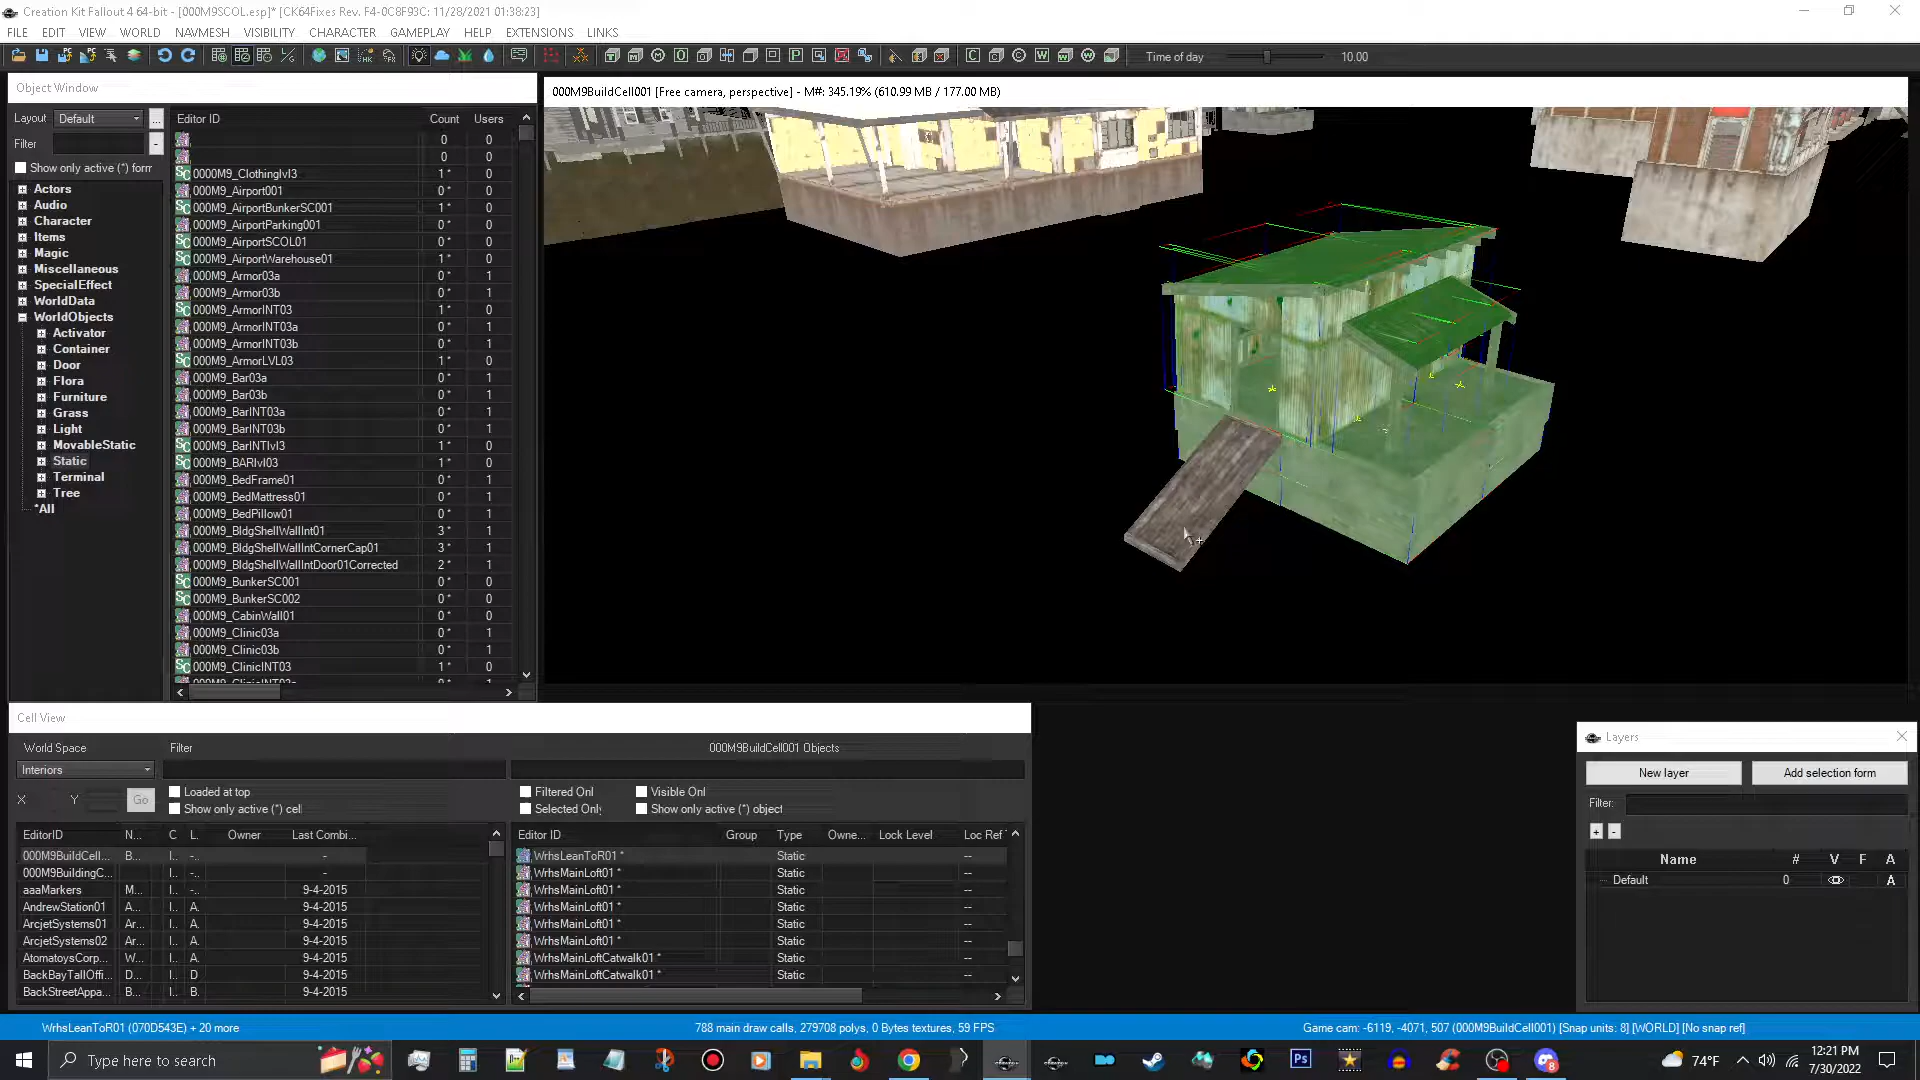 Creation Kit Fallout 4 64-bit - [000M9SCOL.esp]* [CK64Fixes Rev. F4-0C8F93C: 11/28/2021 01:38:23]
FILE EDIT VIEW WORLD NAVMESH VISIBILITY CHARACTER GAMEPLAY HELP EXTENSIONS LINKS
Time of day 10.00
Object Window
Layout Default ...
Filter -
Show only active (*) form
Actors
Audio
Character
Items
Magic
Miscellaneous
SpecialEffect
WorldData
WorldObjects
Activator
Container
Door
Flora
Furniture
Grass
Light
MovableStatic
Static
Terminal
Tree
*All
Editor ID Count Users
0 0
0 0
0000M9_Clothinglvl3 1* 0
000M9_Airport001 0* 0
000M9_AirportBunkerSC001 1* 0
000M9_AirportParking001 0* 0
000M9_AirportSCOL01 0* 0
000M9_AirportWarehouse01 1* 0
000M9_Armor03a 0* 1
000M9_Armor03b 0* 1
000M9_ArmorINT03 1* 0
000M9_ArmorINT03a 0* 1
000M9_ArmorINT03b 0* 1
000M9_ArmorLVL03 1* 0
000M9_Bar03a 0* 1
000M9_Bar03b 0* 1
000M9_BarINT03a 0* 1
000M9_BarINT03b 0* 1
000M9_BarINTlvl3 1* 0
000M9_BARlvl03 1* 0
000M9_BedFrame01 0* 1
000M9_BedMattress01 0* 1
000M9_BedPillow01 0* 1
000M9_BldgShellWallInt01 3* 1
000M9_BldgShellWallIntCornerCap01 3* 1
000M9_BldgShellWallIntDoor01Corrected 2* 1
000M9_BunkerSC001 0* 0
000M9_BunkerSC002 0* 0
000M9_CabinWall01 0* 0
000M9_Clinic03a 0* 1
000M9_Clinic03b 0* 1
000M9_ClinicINT03 1* 0
000M9BuildCell001 [Free camera, perspective] - M#: 345.19% (610.99 MB / 177.00 MB)
Cell View
World Space Filter
Interiors
X Y Go
Loaded at top
Show only active (*) cel
EditorID N... C L. Owner Last Combi...
000M9BuildCell... B... I.. -.. -
000M9BuildingC... I.. -.. -
aaaMarkers M... I.. -.. 9-4-2015
AndrewStation01 A... I.. A. 9-4-2015
ArcjetSystems01 Ar... I.. A. 9-4-2015
ArcjetSystems02 Ar... I.. A. 9-4-2015
AtomatoysCorp... W... I.. A. 9-4-2015
BackBayTallOffi... D... I.. D 9-4-2015
BackStreetAppa... B... I.. B. 9-4-2015
000M9BuildCell001 Objects
Filtered Onl Visible Onl
Selected Only Show only active (*) object
Editor ID Group Type Owne... Lock Level Loc Ref
WrhsLeanToR01 * Static --
WrhsMainLoft01 * Static --
WrhsMainLoft01 * Static --
WrhsMainLoft01 * Static --
WrhsMainLoft01 * Static --
WrhsMainLoft01 * Static --
WrhsMainLoftCatwalk01 * Static --
WrhsMainLoftCatwalk01 * Static --
Layers
New layer Add selection form
Filter:
+ -
Name # V F A
Default 0 A
WrhsLeanToR01 (070D543E) + 20 more 788 main draw calls, 279708 polys, 0 Bytes textures, 59 FPS Game cam: -6119, -4071, 507 (000M9BuildCell001) [Snap units: 8] [WORLD] [No snap ref]
Type here to search 74°F 12:21 PM
7/30/2022